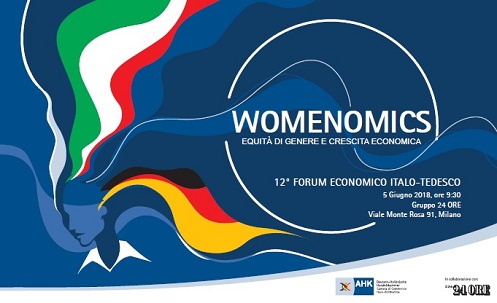 WOMENOMICS
EQUITÀ DI GENERE E CRESCITA ECONOMICA
12° FORUM ECONOMICO ITALO-TEDESCO
5 Giugno 2018, ore 9:30
Gruppo 24 ORE
Viale Monte Rosa 91, Milano
AHK
In collaborazione con:
24 ORE